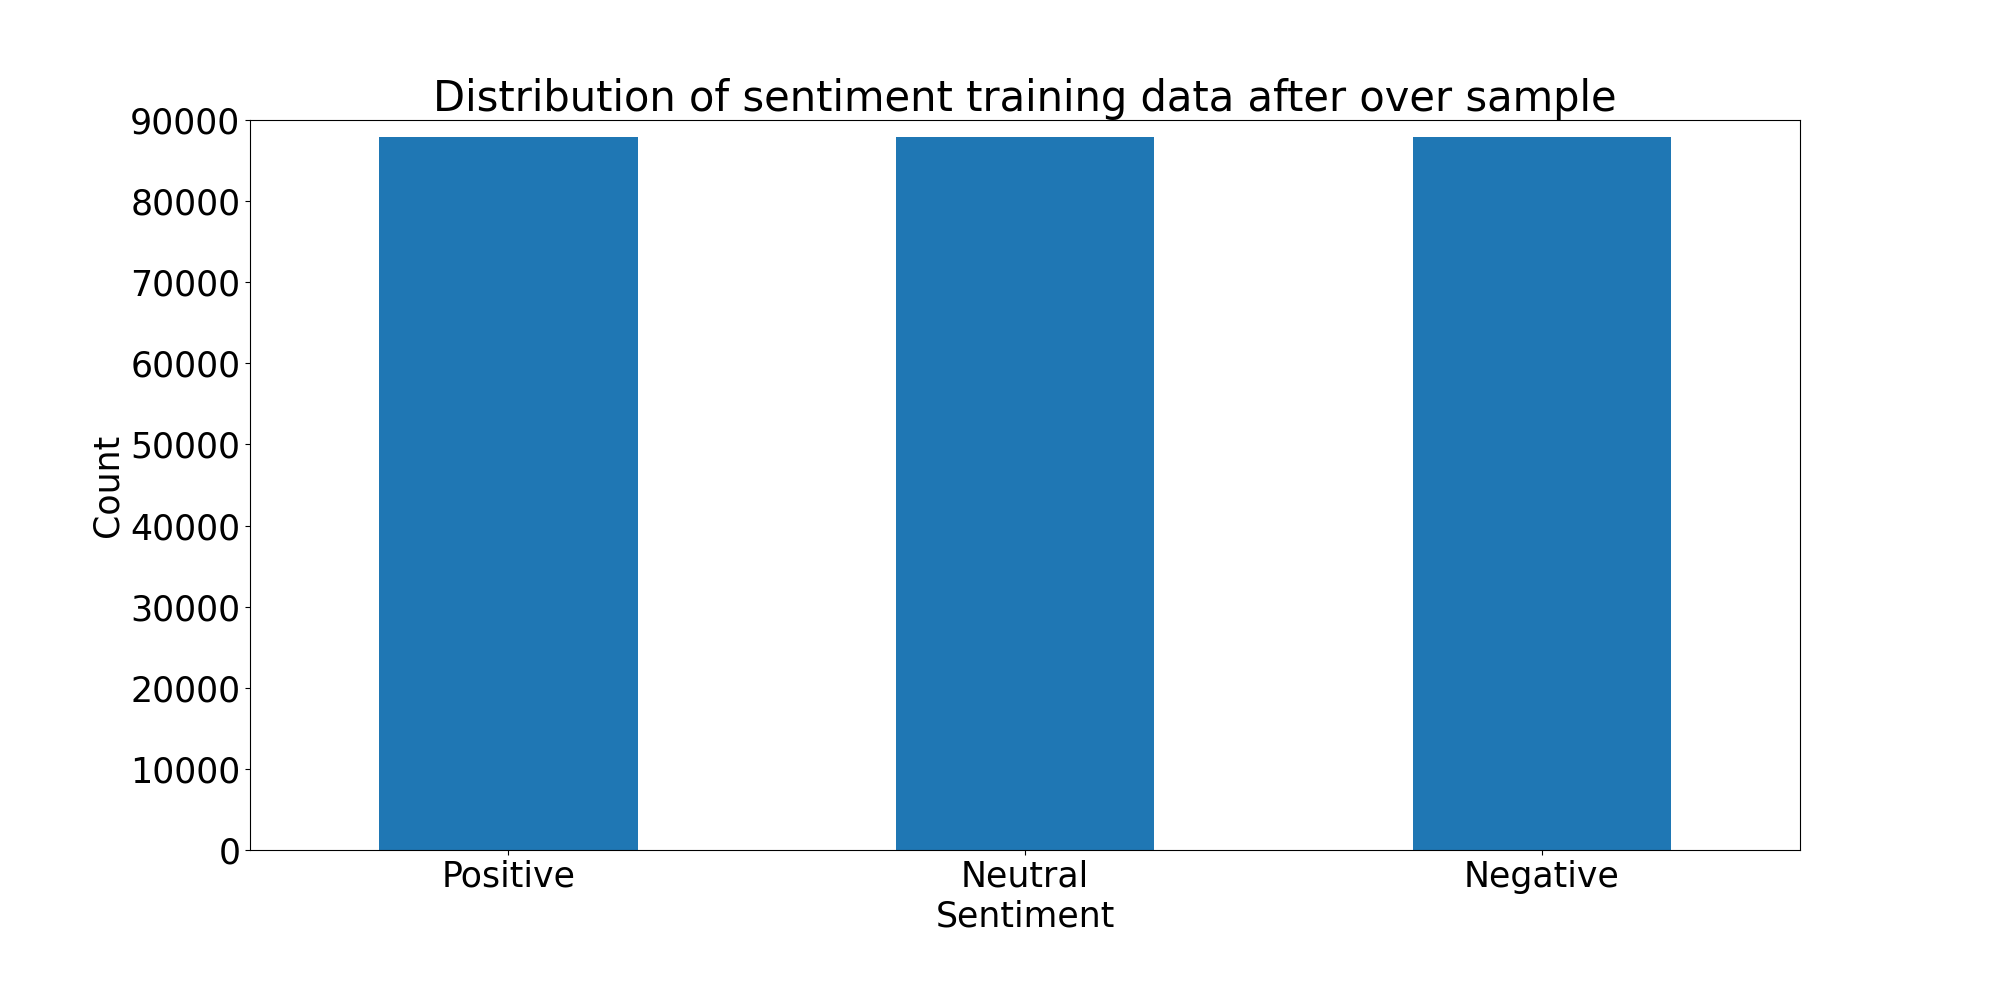 Distribution of sentiment training data after over sample
90000
80000
70000
60000
50000
40000
30000
20000
10000
0
Count
Positive Neutral Negative
Sentiment